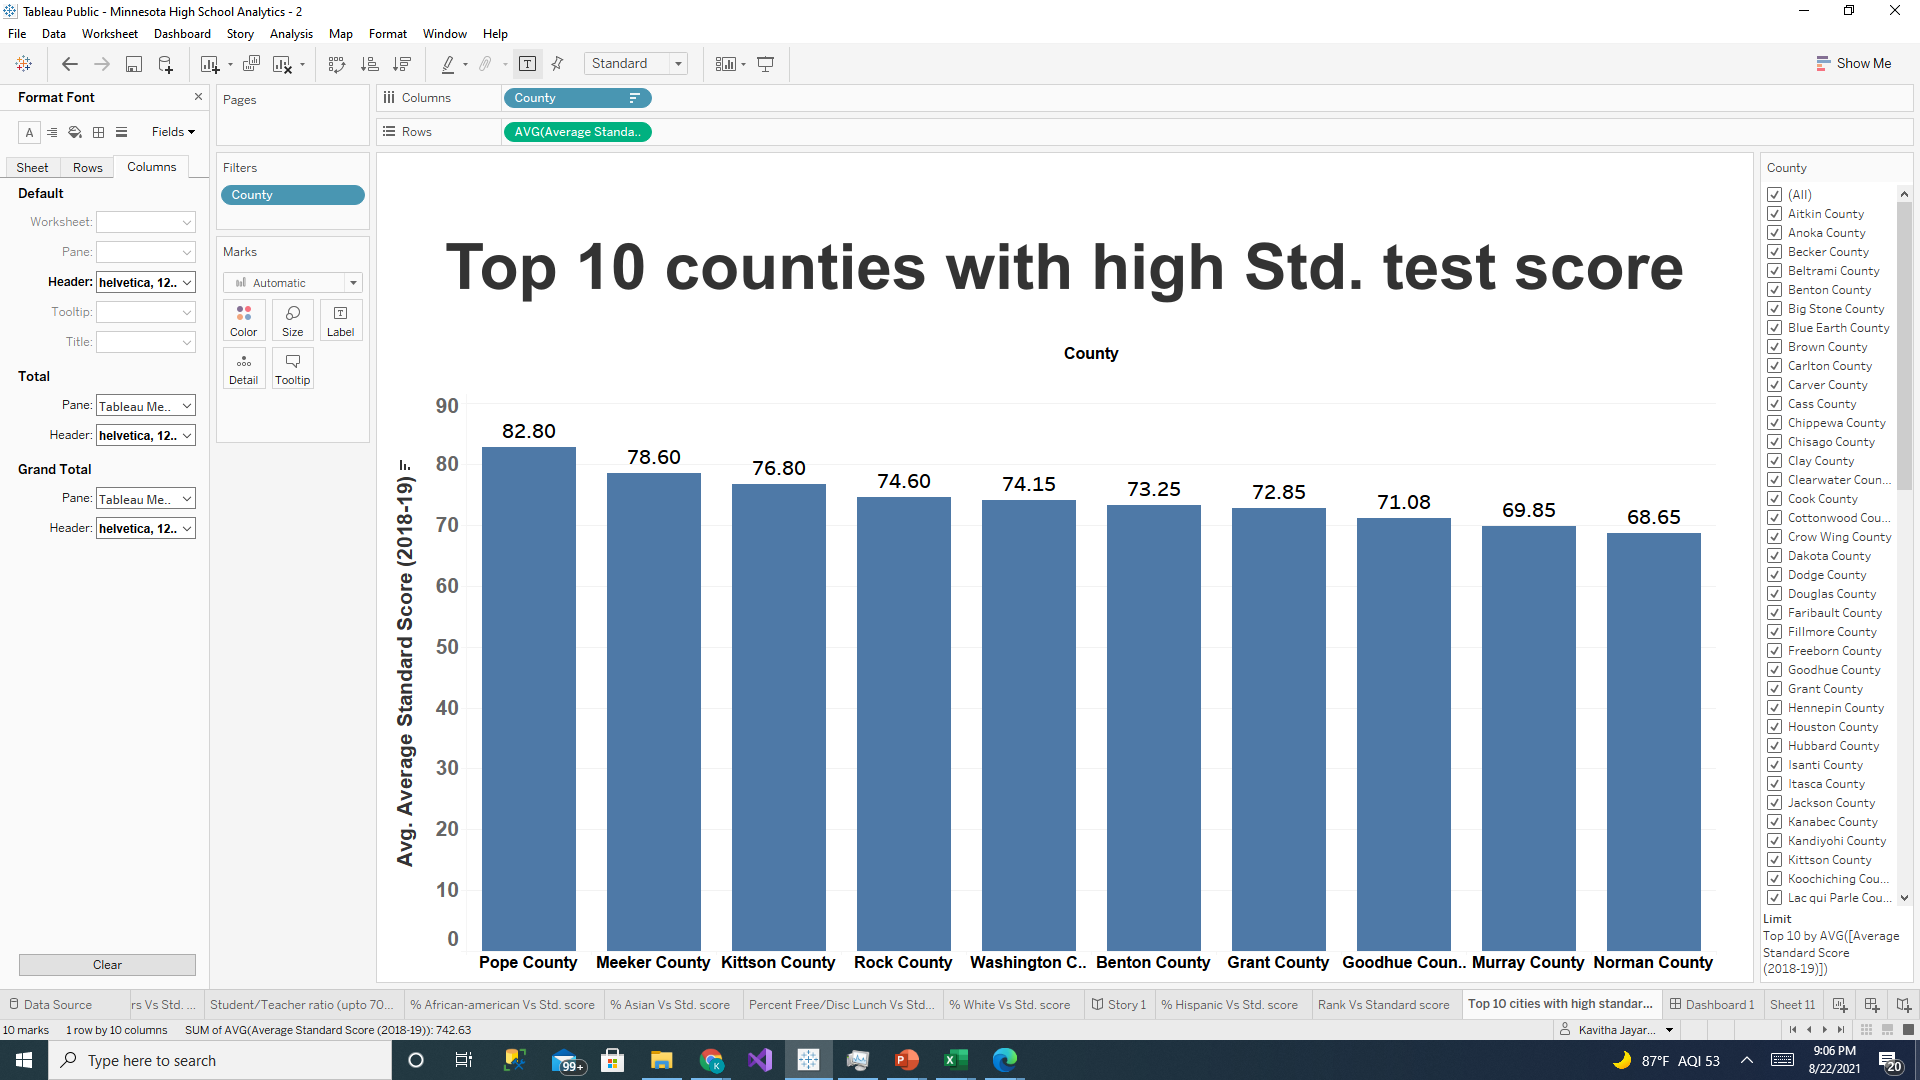 Tableau Public - Minnesota High School Analytics - 2
File Data Worksheet Dashboard Story Analysis Map Format Window Help
Standard
Show Me
Format Font
Fields
Sheet Rows Columns
Default
Worksheet:
Pane:
Header: helvetica, 12..
Tooltip:
Title:
Total
Pane: Tableau Me..
Header: helvetica, 12..
Grand Total
Pane: Tableau Me..
Header: helvetica, 12..
Clear
Pages
Filters
County
Marks
Automatic
Color Size Label
Detail Tooltip
Columns County
Rows AVG(Average Standa..
Top 10 counties with high Std. test score
County
Avg. Average Standard Score (2018-19)
90
80
70
60
50
40
30
20
10
0
82.80 78.60 76.80 74.60 74.15 73.25 72.85 71.08 69.85 68.65
Pope County Meeker County Kittson County Rock County Washington C.. Benton County Grant County Goodhue Coun.. Murray County Norman County
County
(All)
Aitkin County
Anoka County
Becker County
Beltrami County
Benton County
Big Stone County
Blue Earth County
Brown County
Carlton County
Carver County
Cass County
Chippewa County
Chisago County
Clay County
Clearwater Coun...
Cook County
Cottonwood Cou...
Crow Wing County
Dakota County
Dodge County
Douglas County
Faribault County
Fillmore County
Freeborn County
Goodhue County
Grant County
Hennepin County
Houston County
Hubbard County
Isanti County
Itasca County
Jackson County
Kanabec County
Kandiyohi County
Kittson County
Koochiching Cou...
Lac qui Parle Cou...
Limit
Top 10 by AVG([Average
Standard Score
(2018-19)])
Data Source rs Vs Std. ... Student/Teacher ratio (upto 70... % African-american Vs Std. score % Asian Vs Std. score Percent Free/Disc Lunch Vs Std... % White Vs Std. score Story 1 % Hispanic Vs Std. score Rank Vs Standard score Top 10 cities with high standar... Dashboard 1 Sheet 11
10 marks 1 row by 10 columns SUM of AVG(Average Standard Score (2018-19)): 742.63 Kavitha Jayar...
Type here to search
99+
87°F AQI 53
9:06 PM
8/22/2021
20